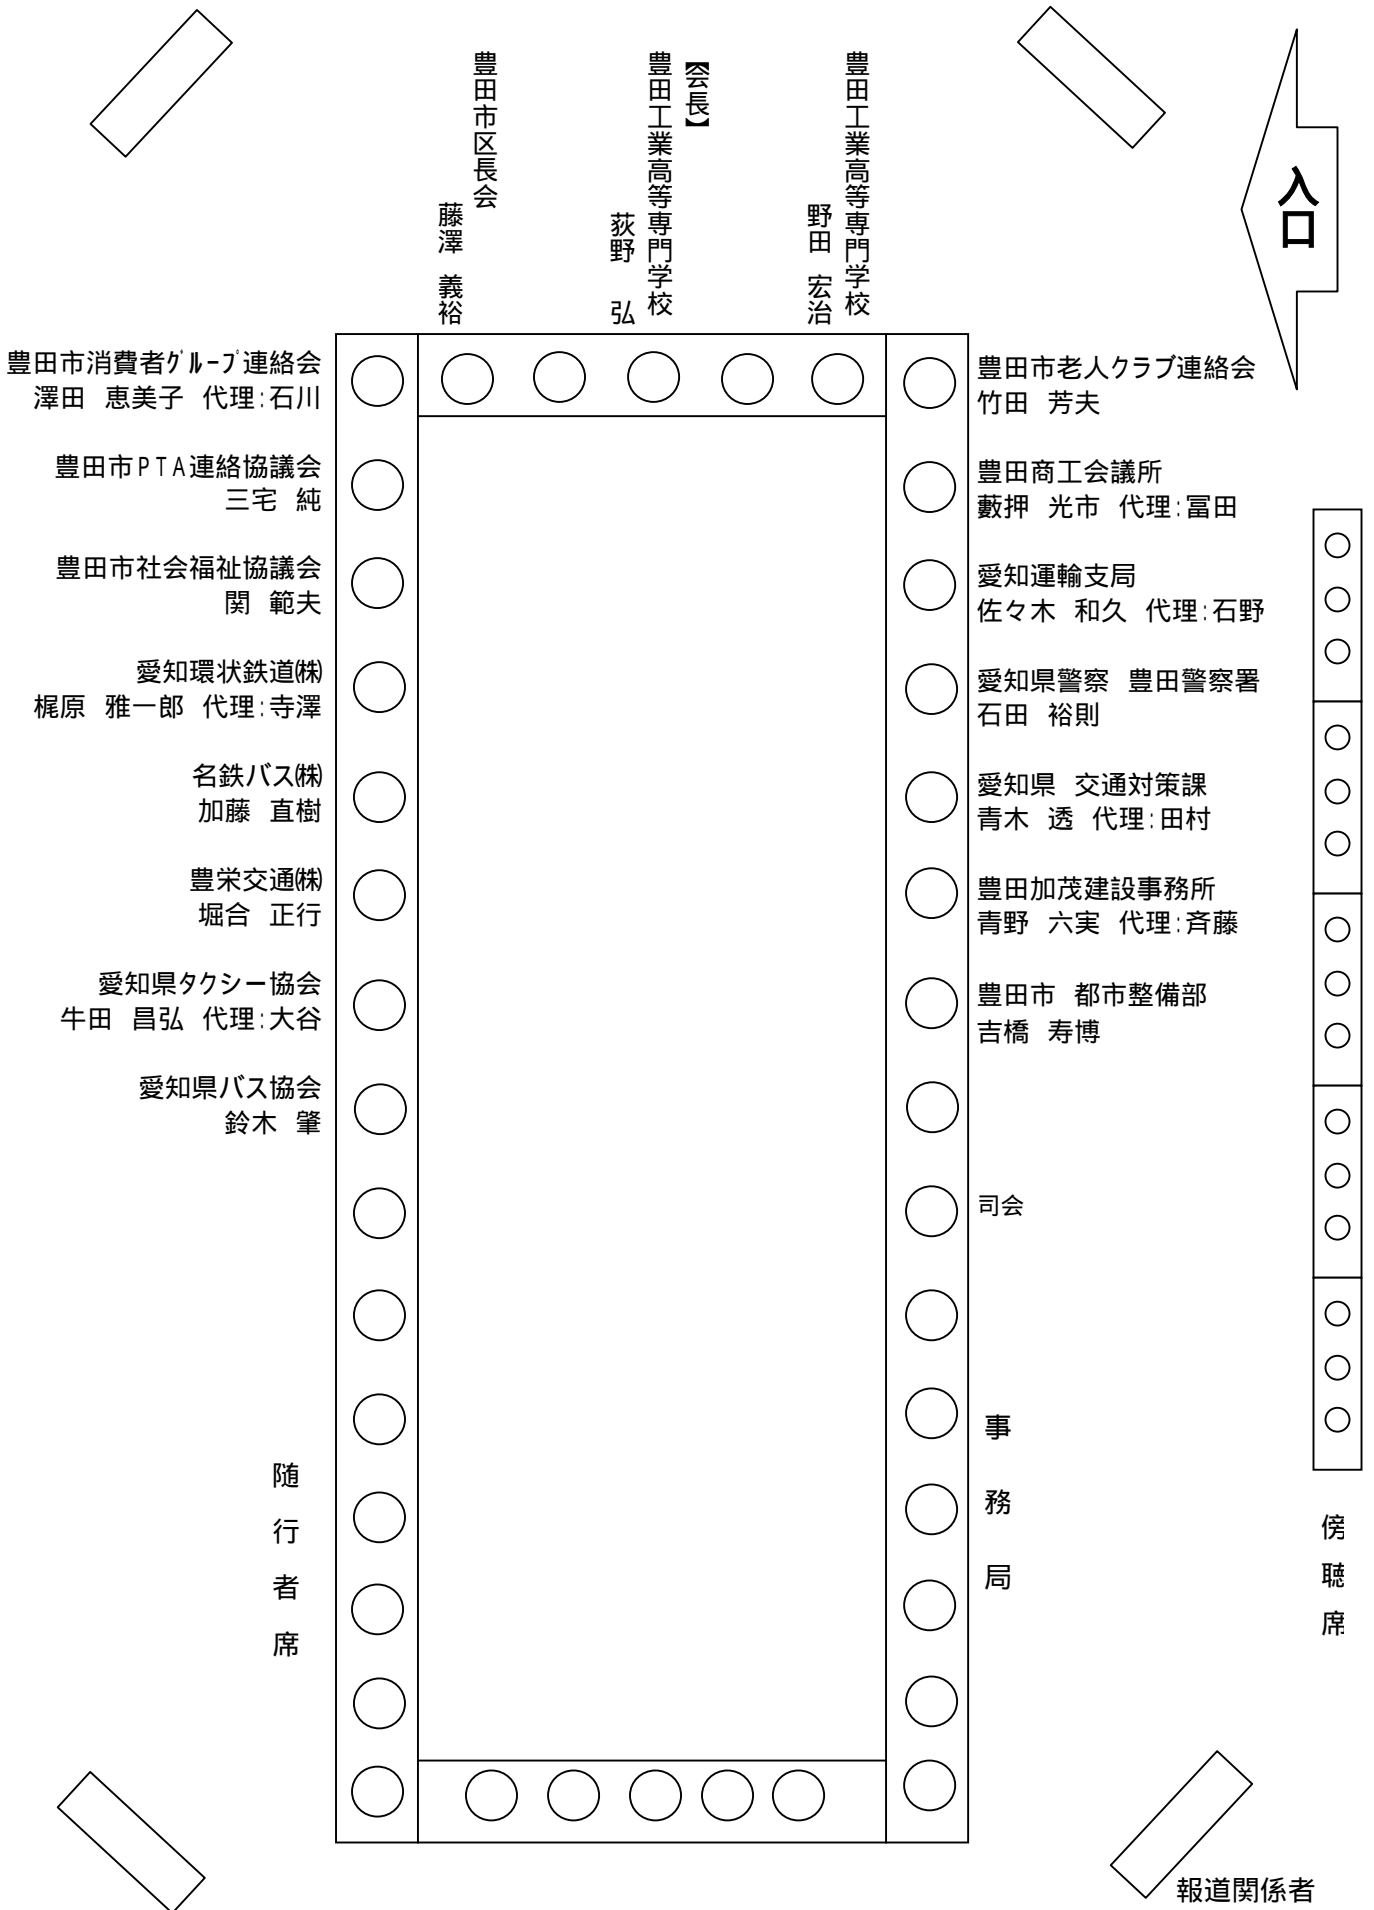 豊田工業高等専門学校
野田 宏治
【会長】
豊田工業高等専門学校
荻野 弘
豊田市区長会
藤澤 義裕
入口
豊田市消費者グループ連絡会
澤田 恵美子 代理:石川
豊田市PTA連絡協議会
三宅 純
豊田市社会福祉協議会
関 範夫
愛知環状鉄道㈱
梶原 雅一郎 代理:寺澤
名鉄バス㈱
加藤 直樹
豊栄交通㈱
堀合 正行
愛知県タクシー協会
牛田 昌弘 代理:大谷
愛知県バス協会
鈴木 肇
随行者席
豊田市老人クラブ連絡会
竹田 芳夫
豊田商工会議所
藪押 光市 代理:冨田
愛知運輸支局
佐々木 和久 代理:石野
愛知県警察 豊田警察署
石田 裕則
愛知県 交通対策課
青木 透 代理:田村
豊田加茂建設事務所
青野 六実 代理:斉藤
豊田市 都市整備部
吉橋 寿博
司会
事務局
傍聴席
報道関係者